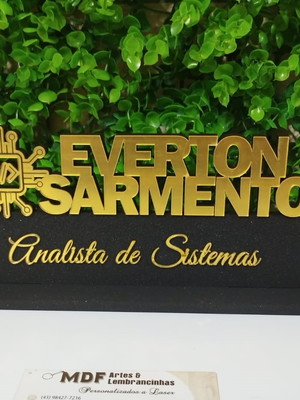 EVERTON
SARMENTO
Analista de Sistemas
MDF Artes &
Lembrancinhas
Personalizados a Laser